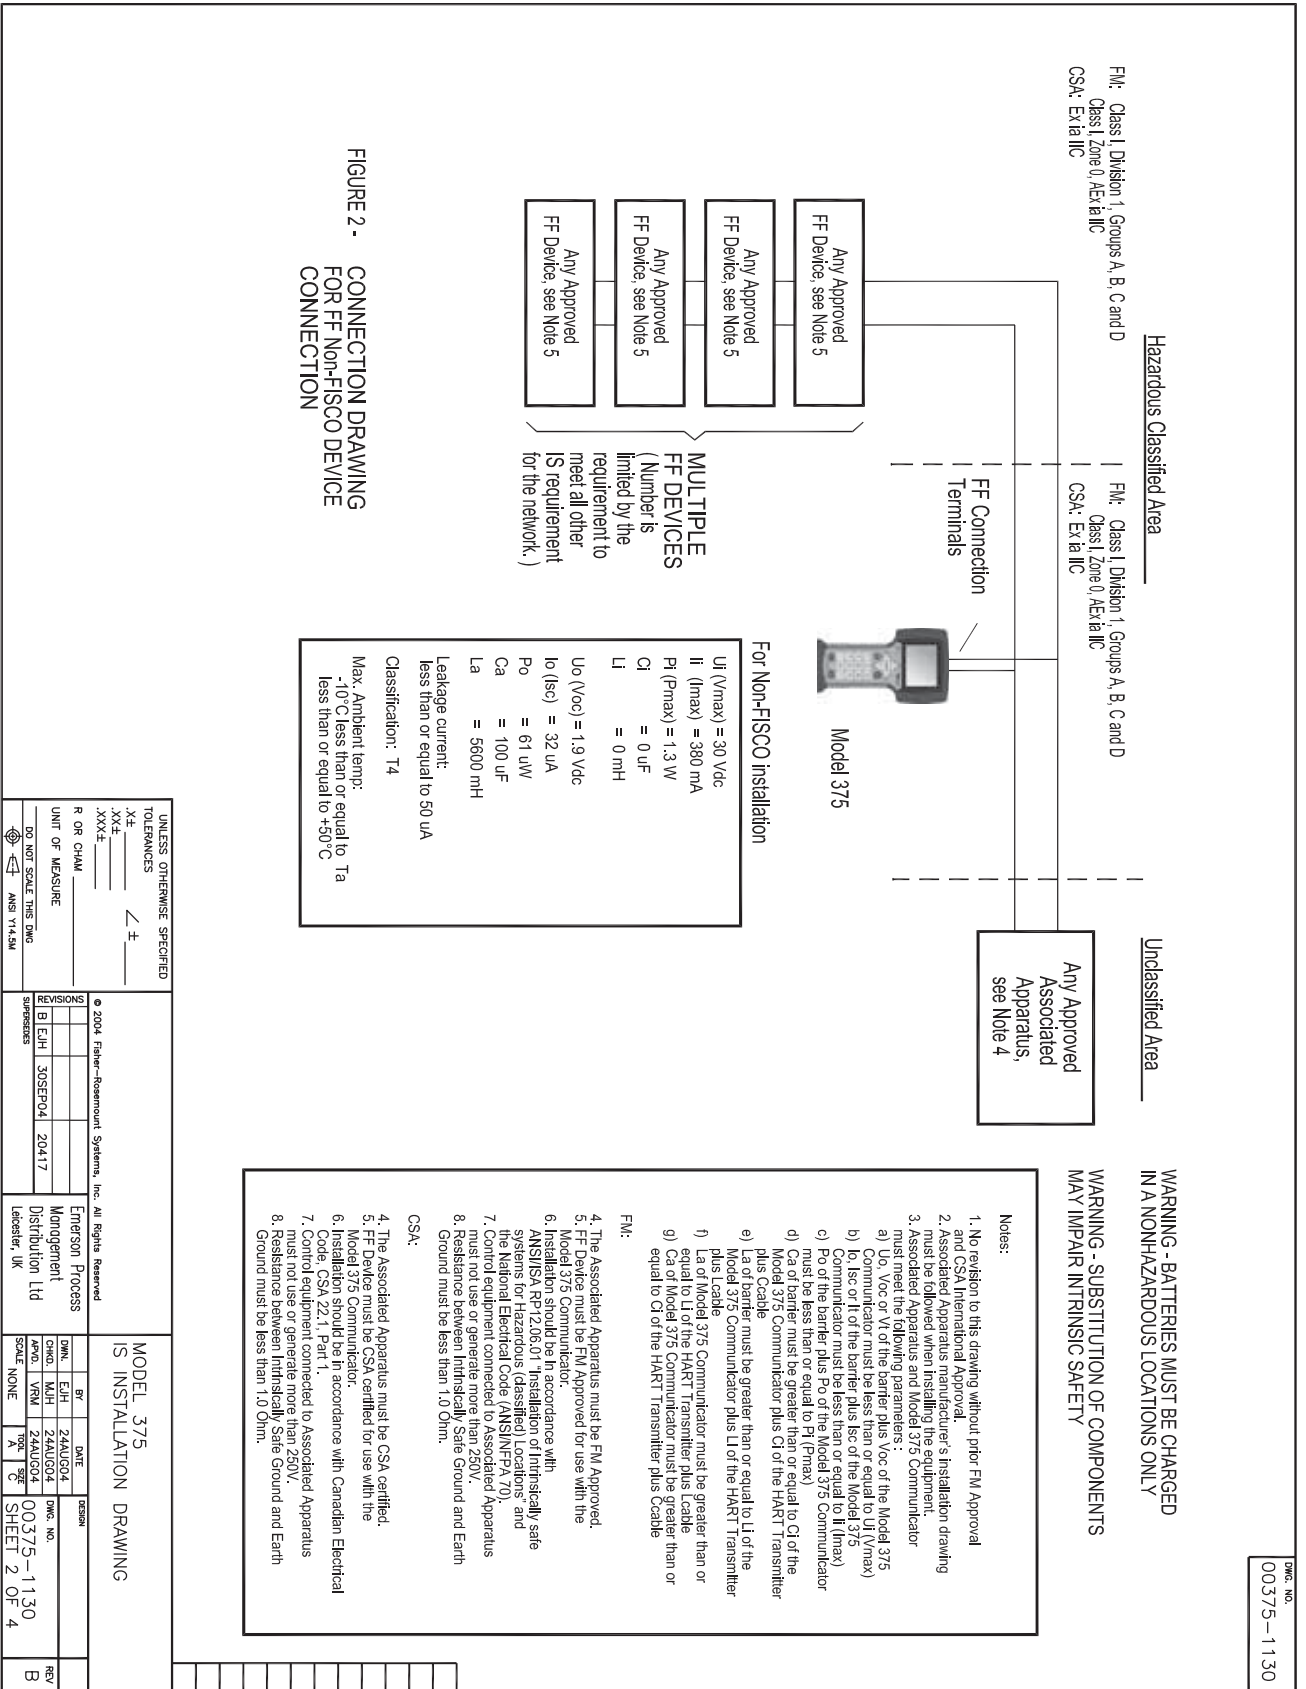 DWG. NO.
00375-1130
Hazardous Classified Area
Unclassified Area
FM: Class I, Division 1, Groups A, B, C and D
Class I, Zone 0, AEx ia IIC
CSA: Ex ia IIC
FM: Class I, Division 1, Groups A, B, C and D
Class I, Zone 0, AEx ia IIC
CSA: Ex ia IIC
WARNING - BATTERIES MUST BE CHARGED
IN A NONHAZARDOUS LOCATIONS ONLY
WARNING - SUBSTITUTION OF COMPONENTS
MAY IMPAIR INTRINSIC SAFETY
FF Connection
Terminals
Model 375
Any Approved
Associated
Apparatus,
see Note 4
Any Approved
FF Device, see Note 5
Any Approved
FF Device, see Note 5
Any Approved
FF Device, see Note 5
Any Approved
FF Device, see Note 5
MULTIPLE
FF DEVICES
( Number is
limited by the
requirement to
meet all other
IS requirement
for the network. )
For Non-FISCO installation
Ui (Vmax) = 30 Vdc
Ii (Imax) = 380 mA
Pi (Pmax) = 1.3 W
Ci = 0 uF
Li = 0 mH
Uo (Voc) = 1.9 Vdc
Io (Isc) = 32 uA
Po = 61 uW
Ca = 100 uF
La = 5600 mH
Leakage current:
less than or equal to 50 uA
Classification: T4
Max. Ambient temp:
-10°C less than or equal to Ta
less than or equal to +50°C
FIGURE 2 - CONNECTION DRAWING
FOR FF Non-FISCO DEVICE
CONNECTION
Notes:
1. No revision to this drawing without prior FM Approval
and CSA International Approval.
2. Associated Apparatus manufacturer's installation drawing
must be followed when installing the equipment.
3. Associated Apparatus and Model 375 Communicator
must meet the following parameters :
a) Uo, Voc or Vt of the barrier plus Voc of the Model 375
Communicator must be less than or equal to Ui (Vmax)
b) Io, Isc or It of the barrier plus Isc of the Model 375
Communicator must be less than or equal to Ii (Imax)
c) Po of the barrier plus Po of the Model 375 Communicator
must be less than or equal to Pi (Pmax)
d) Ca of barrier must be greater than or equal to Ci of the
Model 375 Communicator plus Ci of the HART Transmitter
plus Ccable
e) La of barrier must be greater than or equal to Li of the
Model 375 Communicator plus Li of the HART Transmitter
plus Lcable
f) La of Model 375 Communicator must be greater than or
equal to Li of the HART Transmitter plus Lcable
g) Ca of Model 375 Communicator must be greater than or
equal to Ci of the HART Transmitter plus Ccable
FM:
4. The Associated Apparatus must be FM Approved.
5. FF Device must be FM Approved for use with the
Model 375 Communicator.
6. Installation should be in accordance with
ANSI/ISA RP12.06.01 "Installation of Intrinsically safe
systems for Hazardous (classified) Locations" and
the National Electrical Code (ANSI/NFPA 70).
7. Control equipment connected to Associated Apparatus
must not use or generate more than 250V.
8. Resistance between Intrinsically Safe Ground and Earth
Ground must be less than 1.0 Ohm.
CSA:
4. The Associated Apparatus must be CSA certified.
5. FF Device must be CSA certified for use with the
Model 375 Communicator.
6. Installation should be in accordance with Canadian Electrical
Code, CSA 22.1, Part 1.
7. Control equipment connected to Associated Apparatus
must not use or generate more than 250V.
8. Resistance between Intrinsically Safe Ground and Earth
Ground must be less than 1.0 Ohm.
UNLESS OTHERWISE SPECIFIED
TOLERANCES
.X±
.XX±
.XXX±
∠ ±
R OR CHAM
UNIT OF MEASURE
DO NOT SCALE THIS DWG
ANSI Y14.5M
© 2004 Fisher-Rosemount Systems, Inc. All Rights Reserved
REVISIONS
B EJH 30SEP04 20417
SUPERSEDES
Emerson Process
Management
Distribution Ltd
Leicester, UK
MODEL 375
IS INSTALLATION DRAWING
BY DATE
DWN. EJH 24AUG04
CHKD. MJH 24AUG04
APVD. VRM 24AUG04
SCALE NONE
TOOL A
SIZE C
DESIGN
DWG. NO.
00375-1130
SHEET 2 OF 4
REV
B